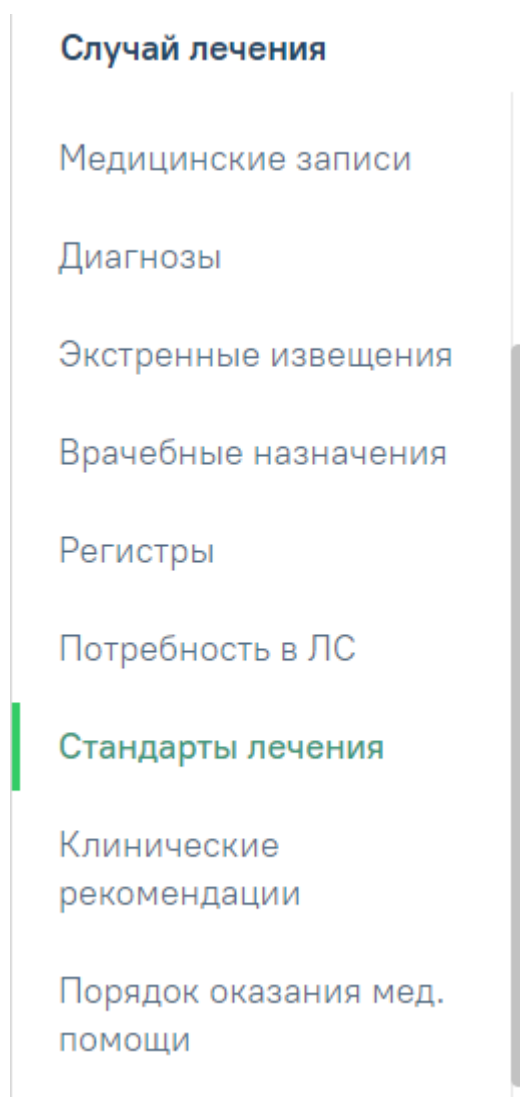 Случай лечения
Медицинские записи
Диагнозы
Экстренные извещения
Врачебные назначения
Регистры
Потребность в ЛС
Стандарты лечения
Клинические
рекомендации
Порядок оказания мед.
помощи